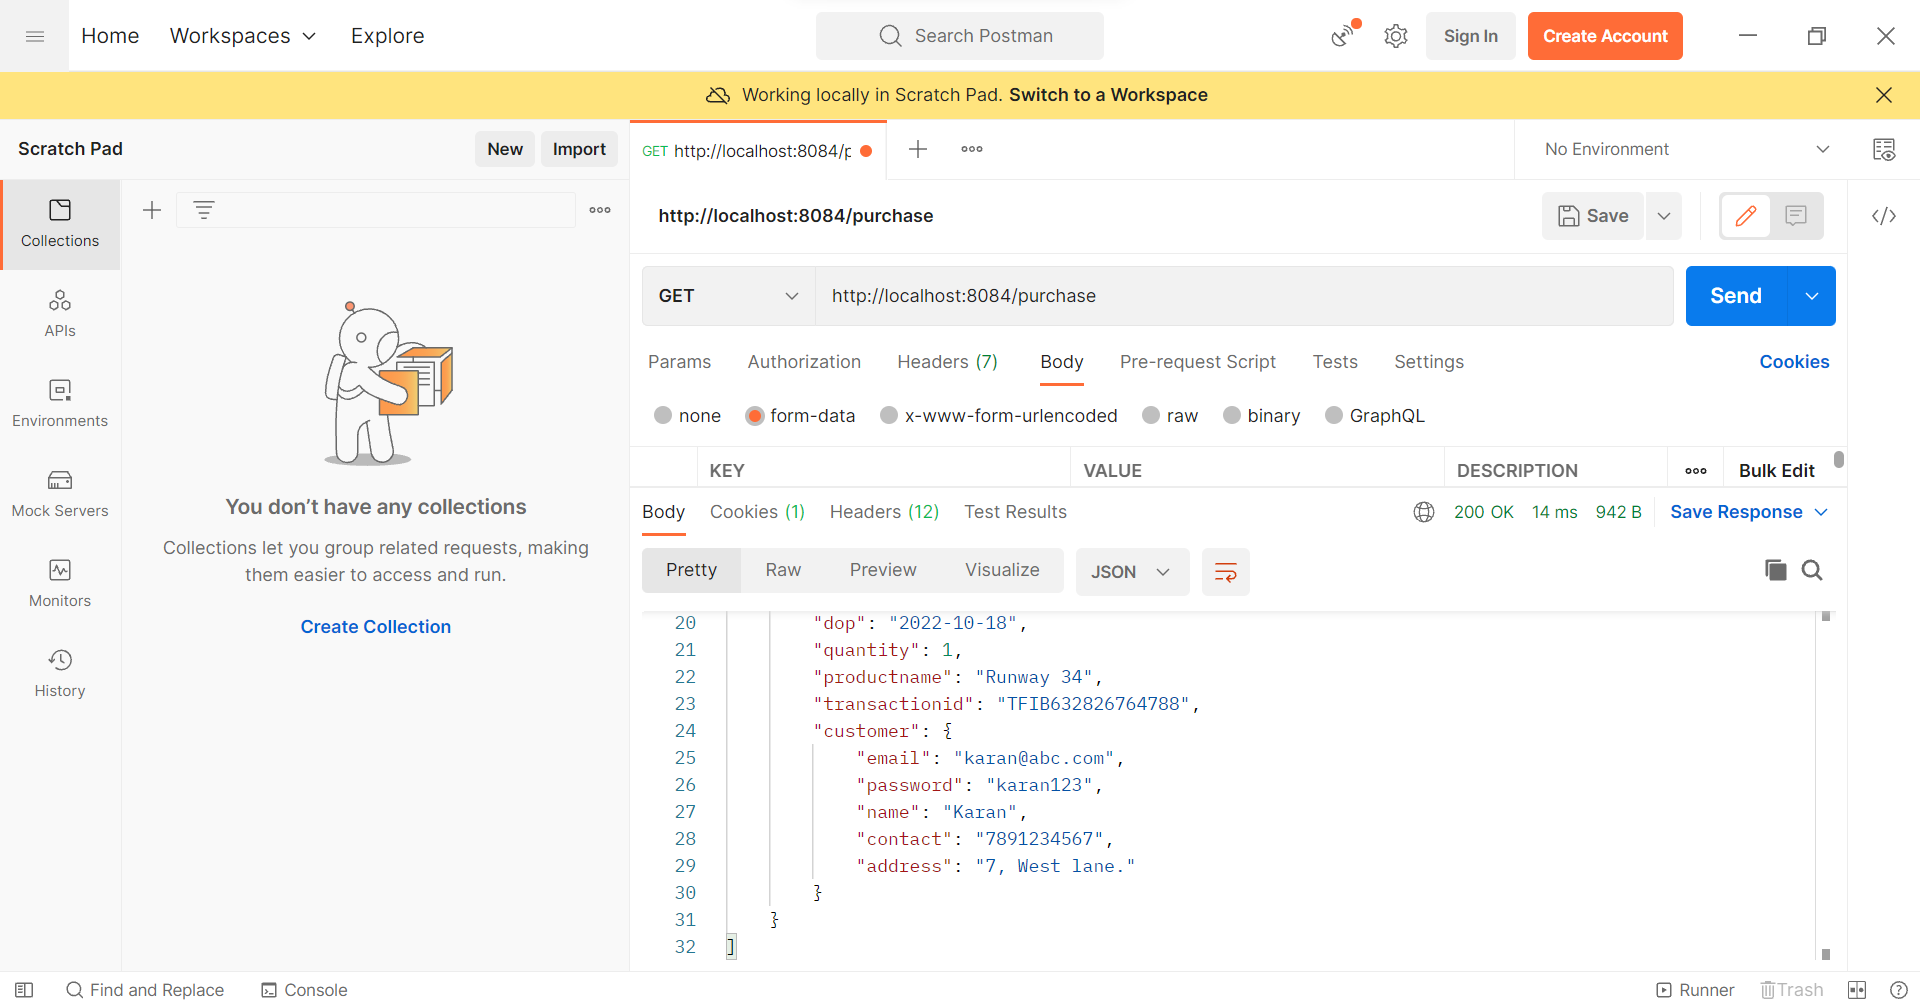 Home Workspaces Explore Search Postman Sign In Create Account
Working locally in Scratch Pad. Switch to a Workspace
Scratch Pad New Import GET http://localhost:8084/p No Environment
Collections
http://localhost:8084/purchase Save
APIs
GET http://localhost:8084/purchase Send
Params Authorization Headers (7) Body Pre-request Script Tests Settings Cookies
Environments
none form-data x-www-form-urlencoded raw binary GraphQL
KEY VALUE DESCRIPTION Bulk Edit
Mock Servers
You don’t have any collections
Collections let you group related requests, making
them easier to access and run.
Create Collection
Monitors
History
Body Cookies (1) Headers (12) Test Results 200 OK 14 ms 942 B Save Response
Pretty Raw Preview Visualize JSON
20 "dop": "2022-10-18",
21 "quantity": 1,
22 "productname": "Runway 34",
23 "transactionid": "TFIB632826764788",
24 "customer": {
25 "email": "karan@abc.com",
26 "password": "karan123",
27 "name": "Karan",
28 "contact": "7891234567",
29 "address": "7, West lane."
30 }
31 }
32 ]
Find and Replace Console Runner Trash